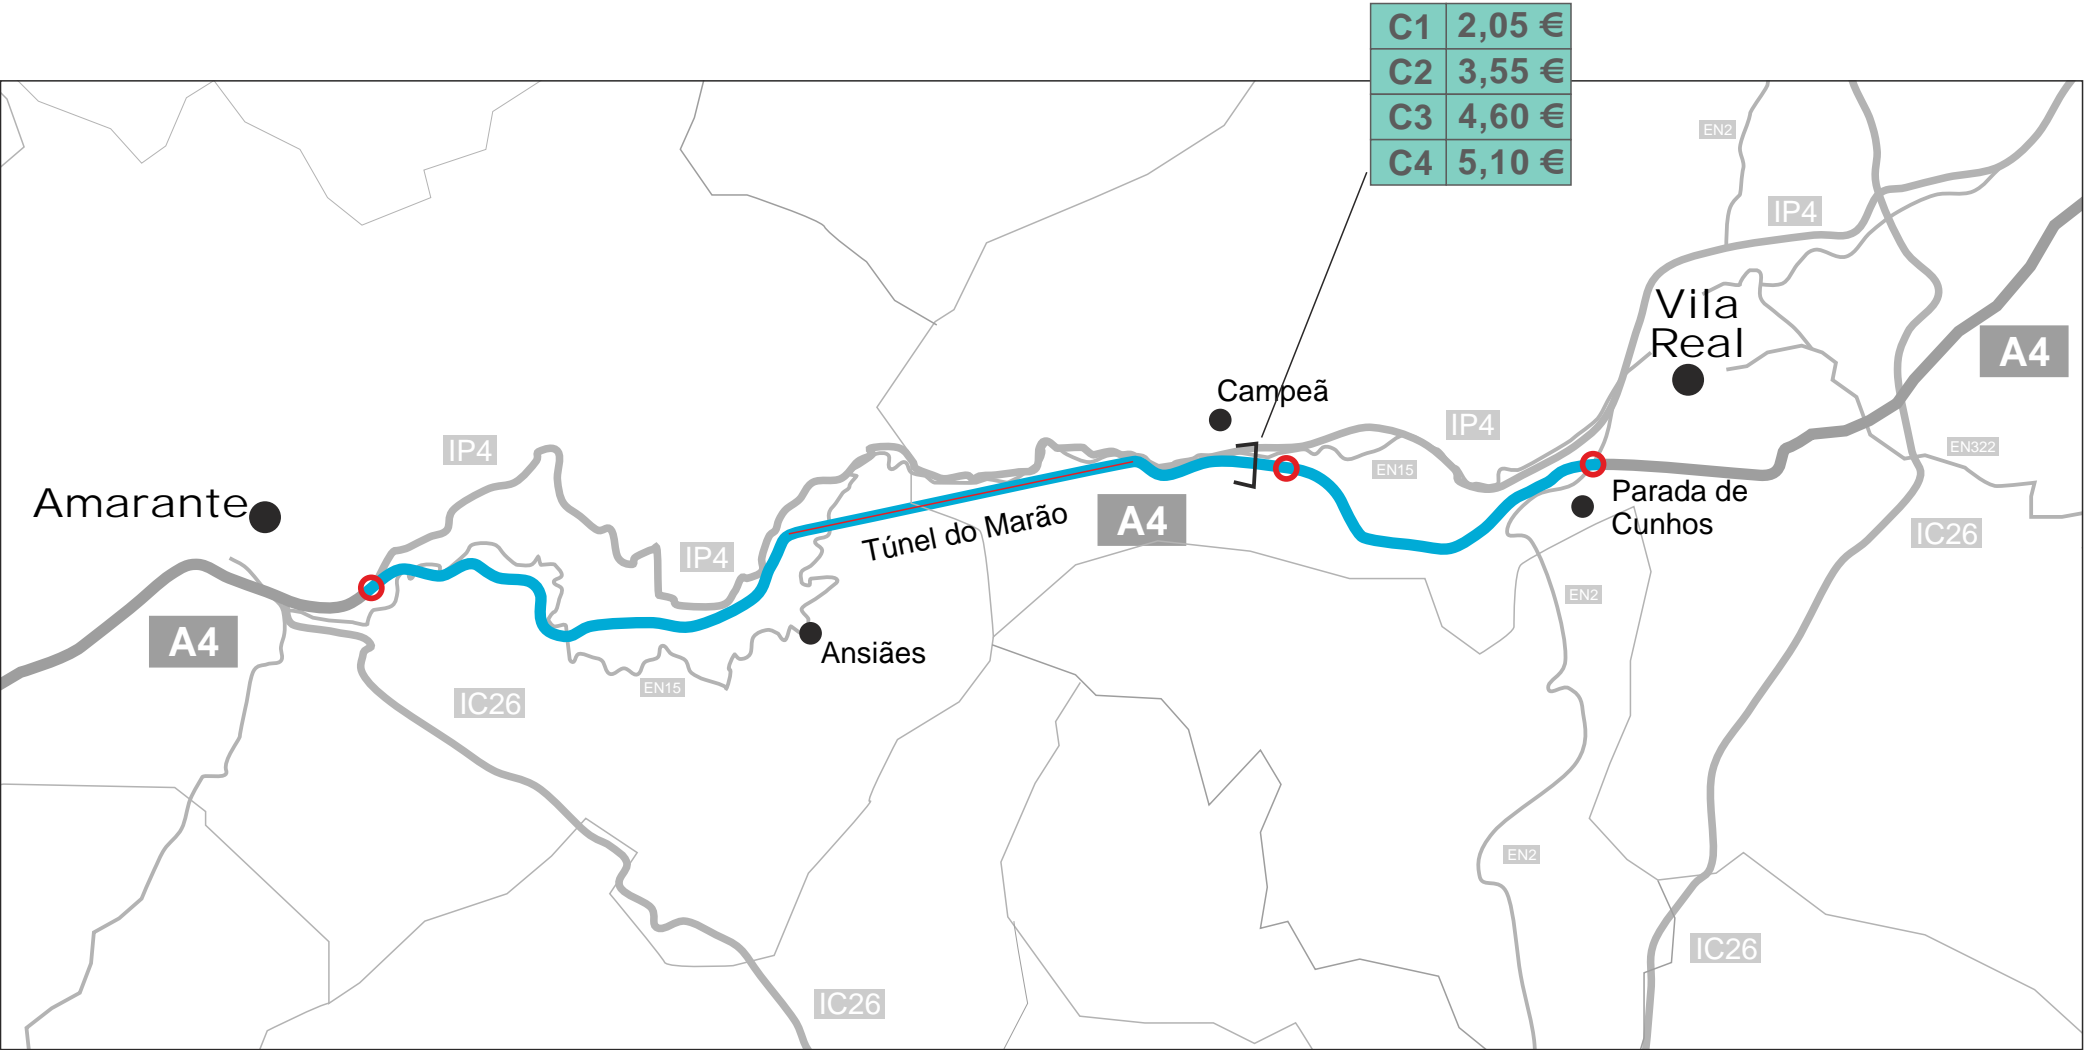 C1 2,05 €
C2 3,55 €
C3 4,60 €
C4 5,10 €
EN2
IP4
Vila
Real
A4
Campeã
IP4
IP4
EN15
EN322
Amarante
Parada de
Cunhos
Túnel do Marão
A4
IC26
IP4
EN2
A4
Ansiães
EN15
IC26
EN2
IC26
IC26